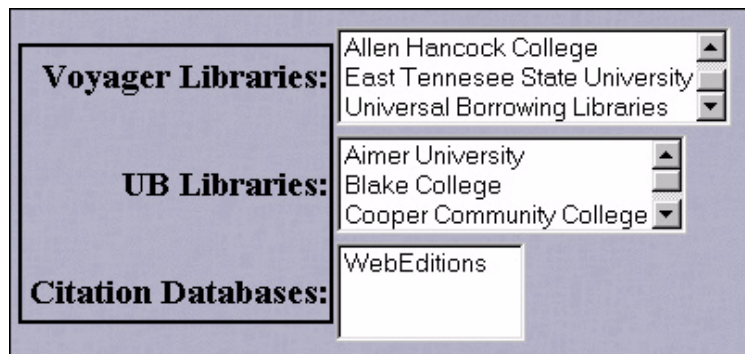 Voyager Libraries:
Allen Hancock College
East Tennesee State University
Universal Borrowing Libraries
UB Libraries:
Aimer University
Blake College
Cooper Community College
Citation Databases:
WebEditions